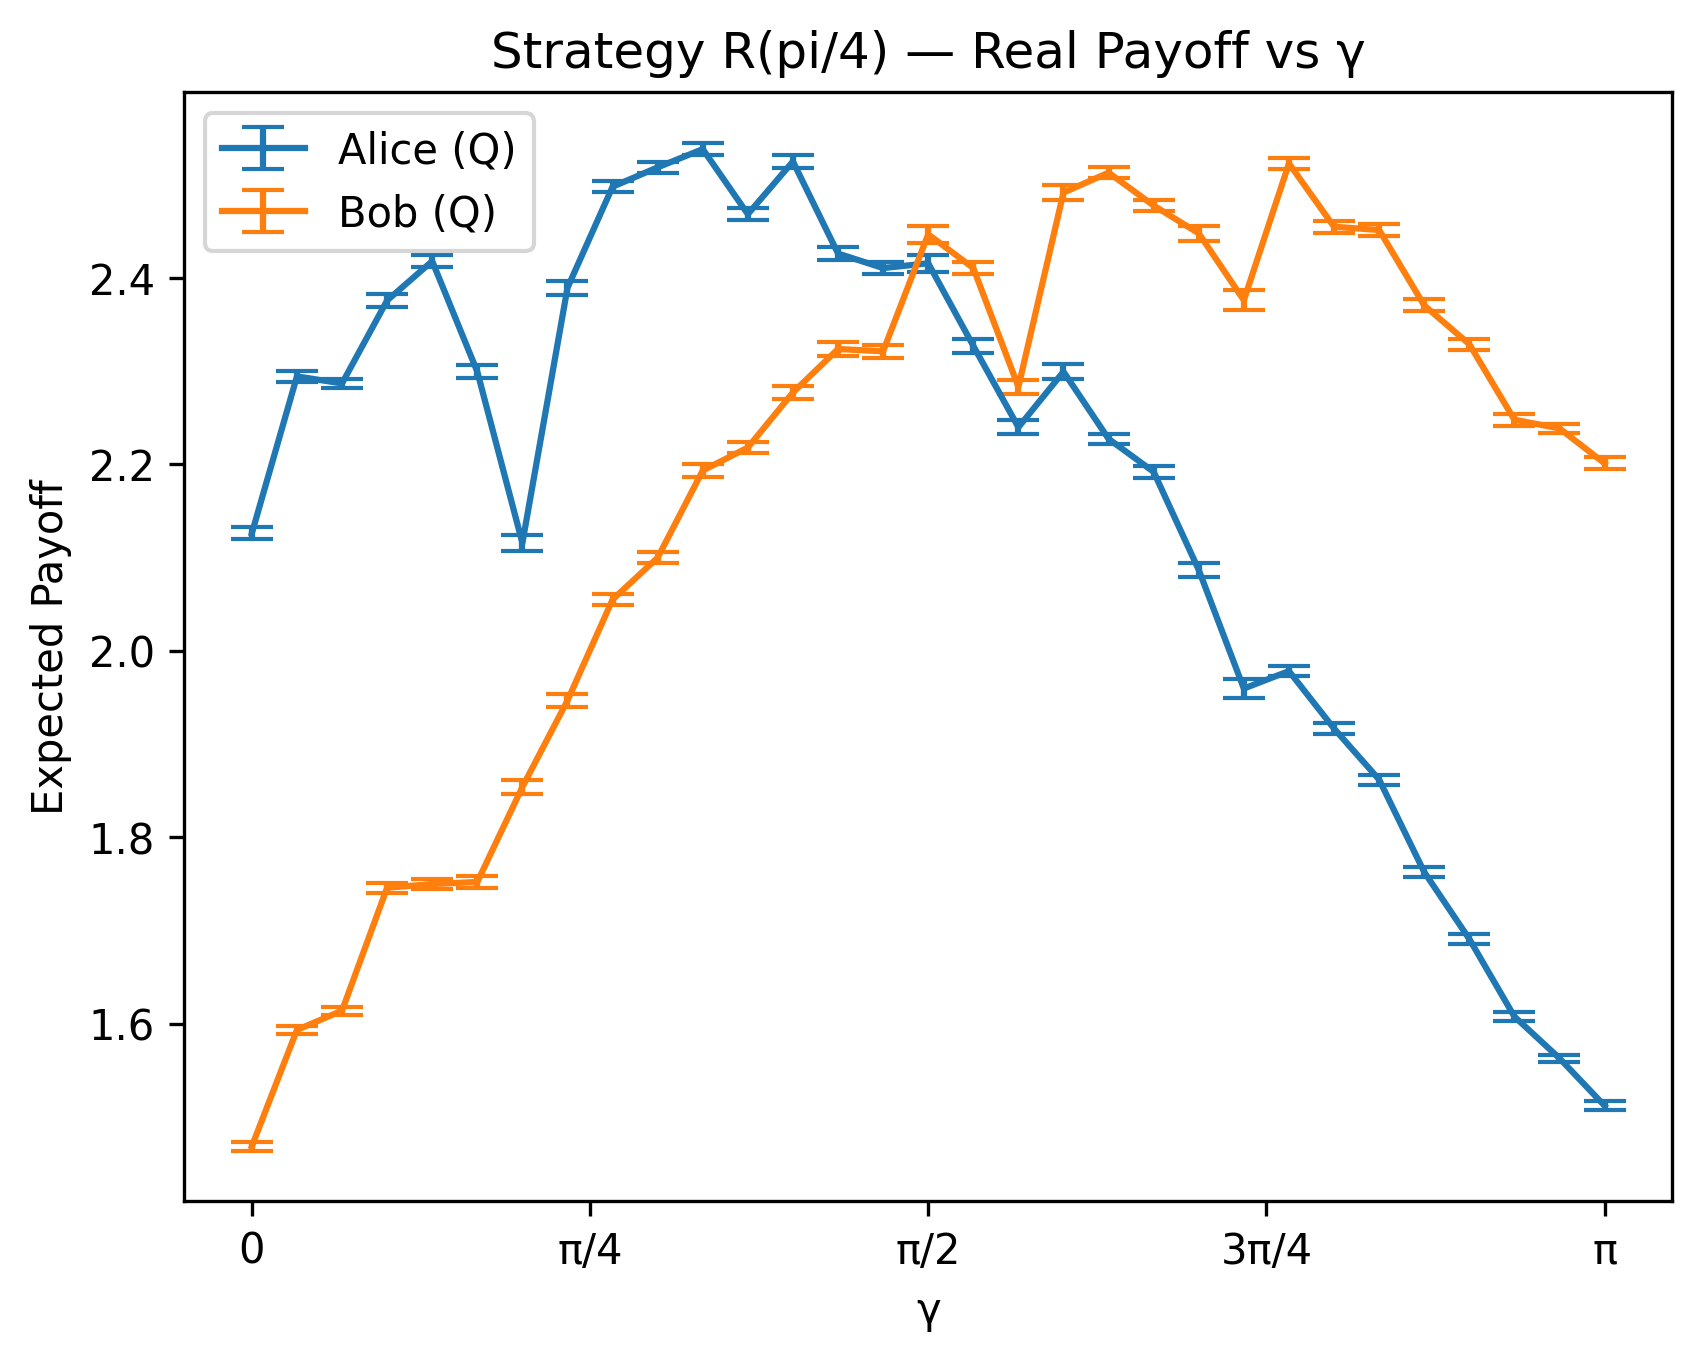 Strategy R(pi/4) — Real Payoff vs γ
Alice (Q)
Bob (Q)
Expected Payoff
2.4
2.2
2.0
1.8
1.6
0
π/4
π/2
3π/4
π
γ